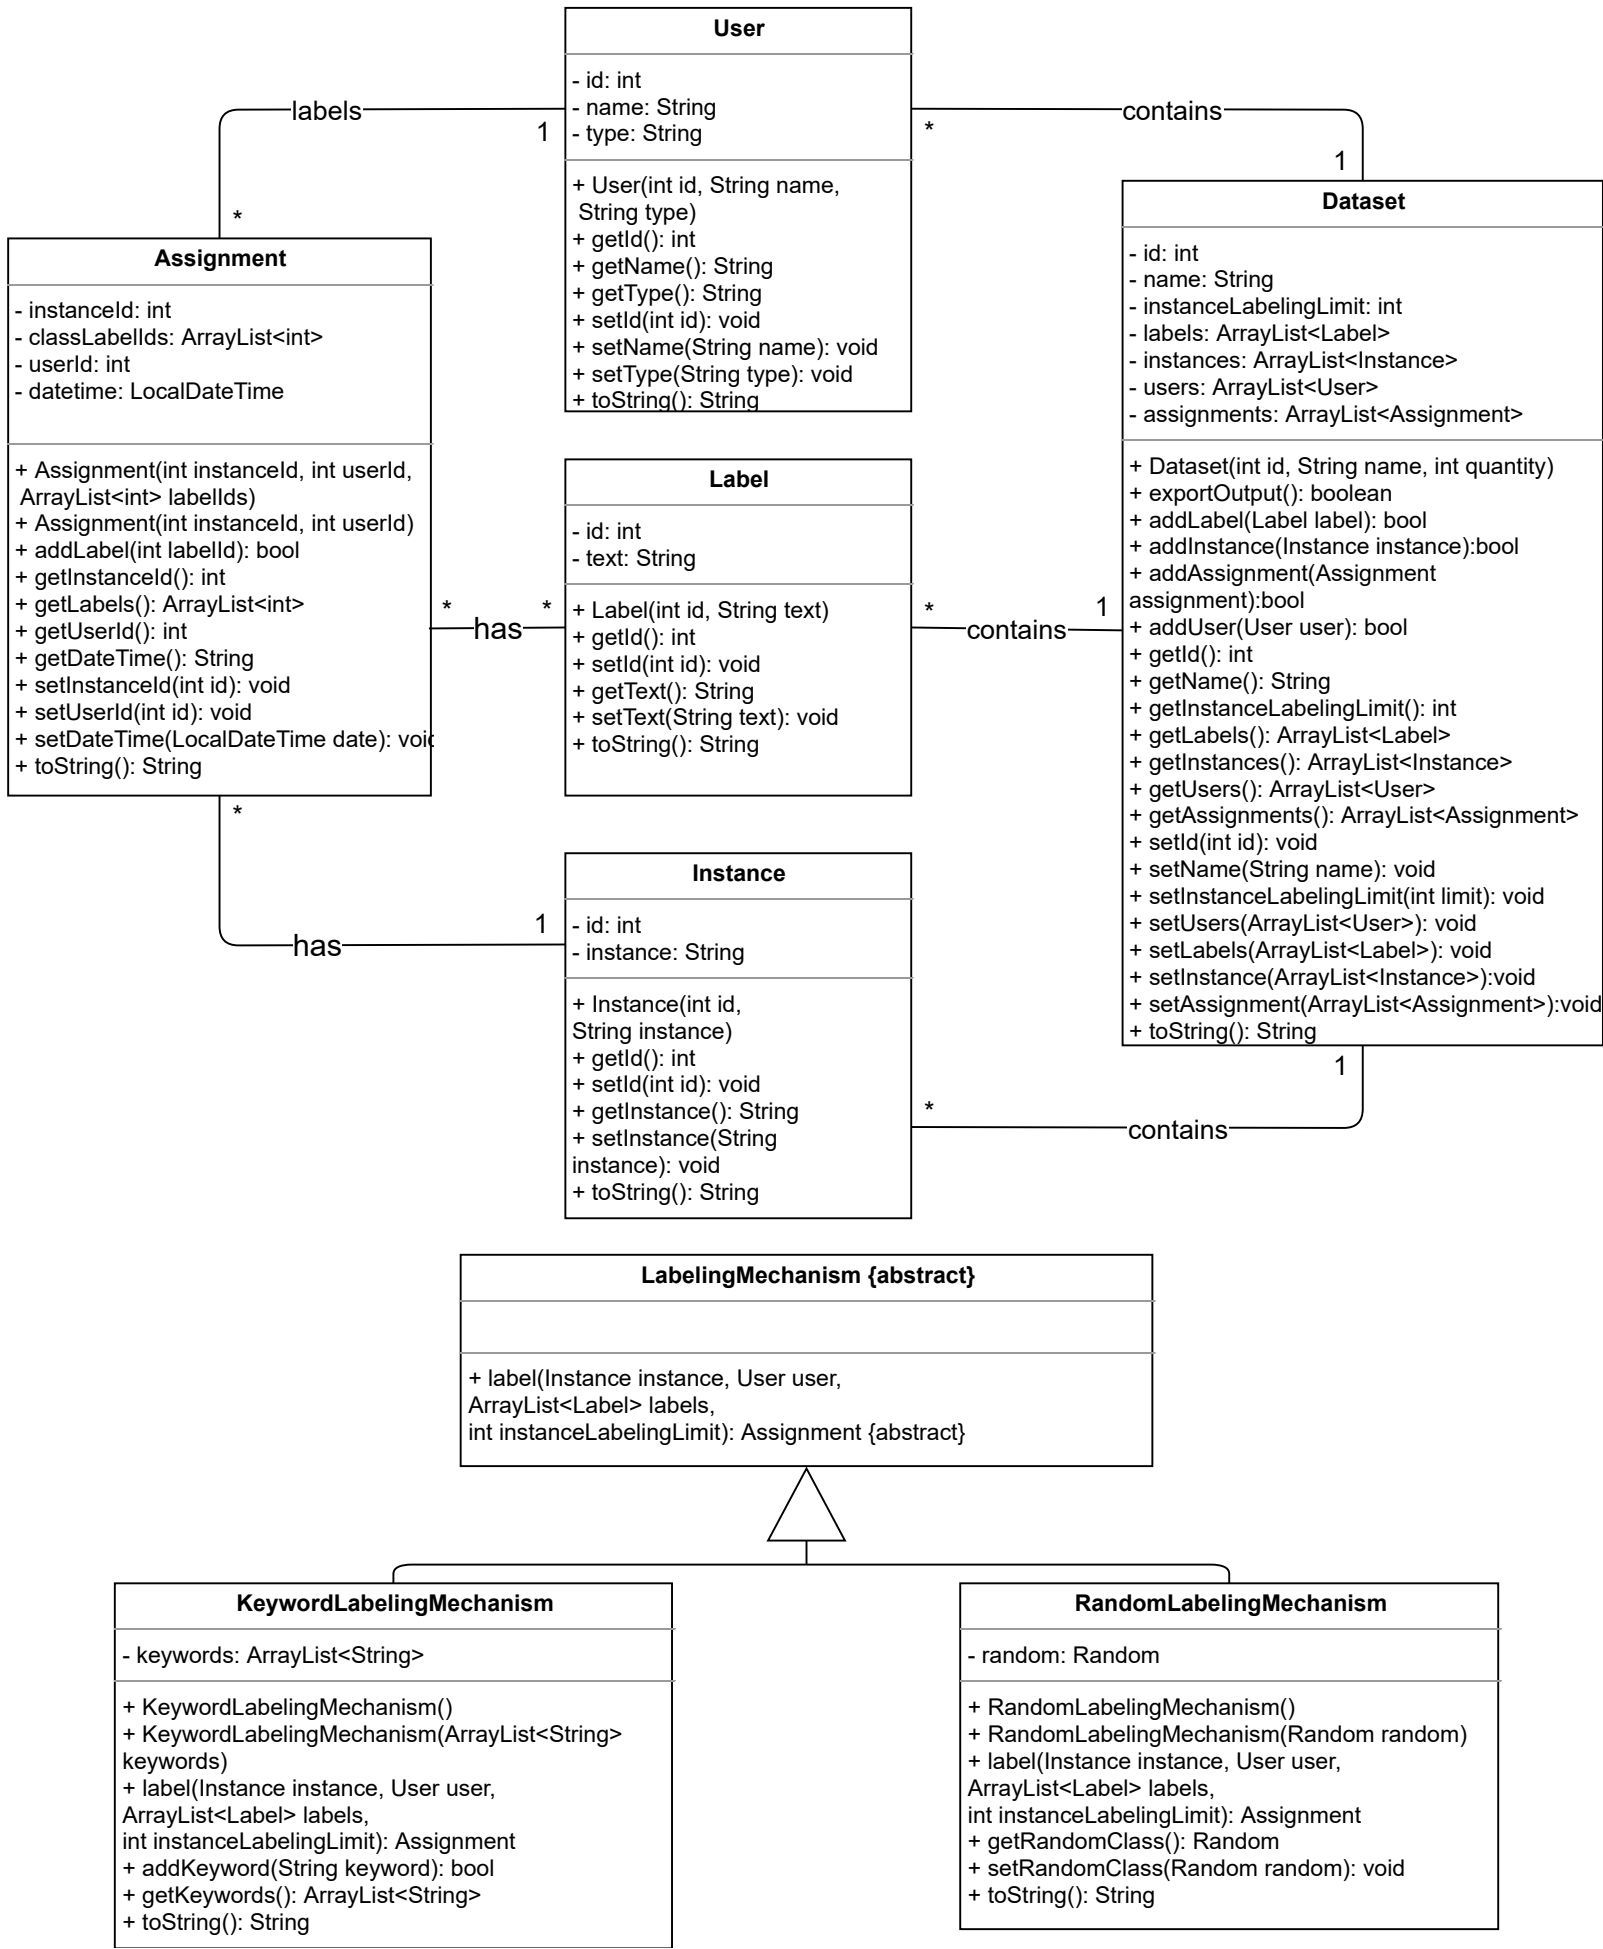 User
- id: int
- name: String
- type: String
+ User(int id, String name,
String type)
+ getId(): int
+ getName(): String
+ getType(): String
+ setId(int id): void
+ setName(String name): void
+ setType(String type): void
+ toString(): String
labels
1
*
contains
*
1
Assignment
- instanceId: int
- classLabelIds: ArrayList<int>
- userId: int
- datetime: LocalDateTime
+ Assignment(int instanceId, int userId,
ArrayList<int> labelIds)
+ Assignment(int instanceId, int userId)
+ addLabel(int labelId): bool
+ getInstanceId(): int
+ getLabels(): ArrayList<int>
+ getUserId(): int
+ getDateTime(): String
+ setInstanceId(int id): void
+ setUserId(int id): void
+ setDateTime(LocalDateTime date): void
+ toString(): String
* has *
Label
- id: int
- text: String
+ Label(int id, String text)
+ getId(): int
+ setId(int id): void
+ getText(): String
+ setText(String text): void
+ toString(): String
* contains 1
Dataset
- id: int
- name: String
- instanceLabelingLimit: int
- labels: ArrayList<Label>
- instances: ArrayList<Instance>
- users: ArrayList<User>
- assignments: ArrayList<Assignment>
+ Dataset(int id, String name, int quantity)
+ exportOutput(): boolean
+ addLabel(Label label): bool
+ addInstance(Instance instance):bool
+ addAssignment(Assignment
assignment):bool
+ addUser(User user): bool
+ getId(): int
+ getName(): String
+ getInstanceLabelingLimit(): int
+ getLabels(): ArrayList<Label>
+ getInstances(): ArrayList<Instance>
+ getUsers(): ArrayList<User>
+ getAssignments(): ArrayList<Assignment>
+ setId(int id): void
+ setName(String name): void
+ setInstanceLabelingLimit(int limit): void
+ setUsers(ArrayList<User>): void
+ setLabels(ArrayList<Label>): void
+ setInstance(ArrayList<Instance>):void
+ setAssignment(ArrayList<Assignment>):void
+ toString(): String
*
has
1
Instance
- id: int
- instance: String
+ Instance(int id,
String instance)
+ getId(): int
+ setId(int id): void
+ getInstance(): String
+ setInstance(String
instance): void
+ toString(): String
1
*
contains
LabelingMechanism {abstract}
+ label(Instance instance, User user,
ArrayList<Label> labels,
int instanceLabelingLimit): Assignment {abstract}
KeywordLabelingMechanism
- keywords: ArrayList<String>
+ KeywordLabelingMechanism()
+ KeywordLabelingMechanism(ArrayList<String>
keywords)
+ label(Instance instance, User user,
ArrayList<Label> labels,
int instanceLabelingLimit): Assignment
+ addKeyword(String keyword): bool
+ getKeywords(): ArrayList<String>
+ toString(): String
RandomLabelingMechanism
- random: Random
+ RandomLabelingMechanism()
+ RandomLabelingMechanism(Random random)
+ label(Instance instance, User user,
ArrayList<Label> labels,
int instanceLabelingLimit): Assignment
+ getRandomClass(): Random
+ setRandomClass(Random random): void
+ toString(): String